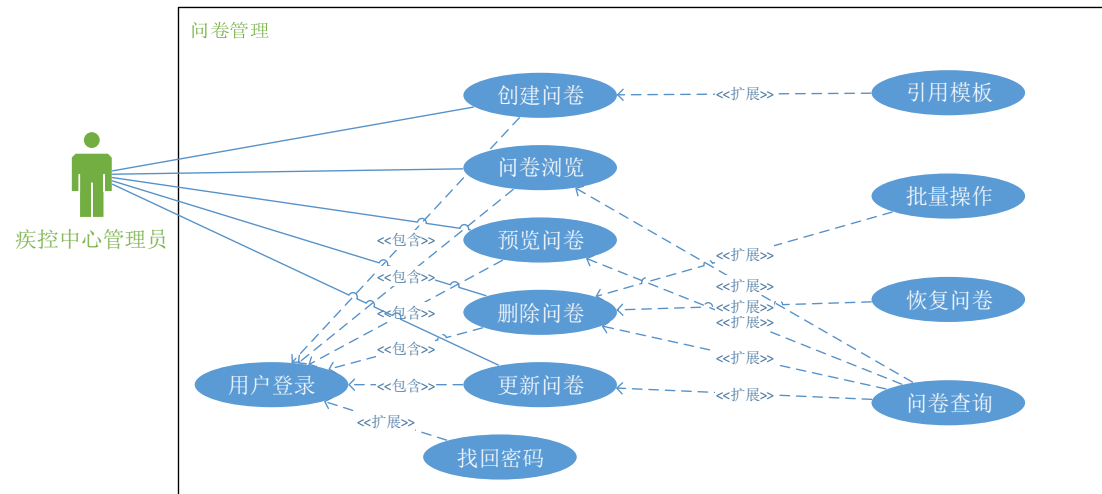 问卷管理
创建问卷
<<扩展>>
引用模板
问卷浏览
批量操作
疾控中心管理员
<<包含>>
预览问卷
<<扩展>>
<<包含>>
<<扩展>>
<<包含>>
删除问卷
<<扩展>>
<<扩展>>
恢复问卷
<<包含>>
<<扩展>>
用户登录
<<包含>>
更新问卷
<<扩展>>
问卷查询
<<扩展>>
找回密码